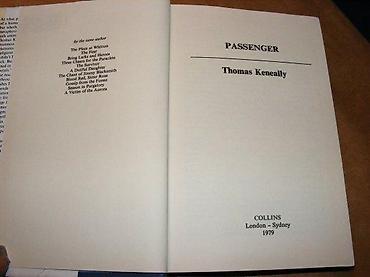 by the same author
The Place at Whitton
The Fear
Bring Larks and Heroes
Three Cheers for the Paraclete
The Survivor
A Dutiful Daughter
The Chant of Jimmy Blacksmith
Blood Red, Sister Rose
Gossip from the Forest
Season in Purgatory
A Victim of the Aurora
PASSENGER
Thomas Keneally
COLLINS
London – Sydney
1979